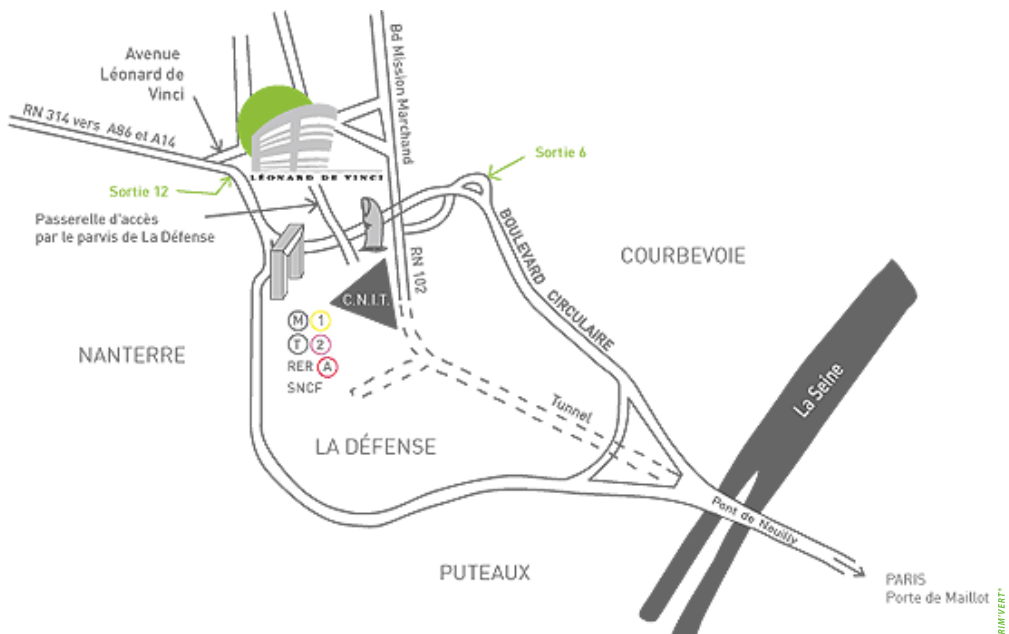 Avenue
Léonard de
Vinci
Bd Mission Marchand
RN 314 vers A86 et A14
Sortie 6
LÉONARD DE VINCI
Sortie 12
Passerelle d'accès
par le parvis de La Défense
RN 102
BOULEVARD CIRCULAIRE
COURBEVOIE
C.N.I.T.
M 1
T 2
RER A
SNCF
NANTERRE
La Seine
Tunnel
LA DÉFENSE
Pont de Neuilly
PUTEAUX
PARIS
Porte de Maillot
RIM'VERT*